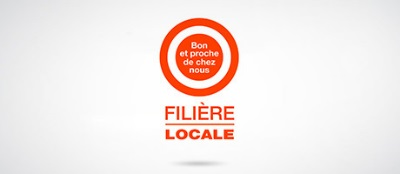 Bon
et proche
de chez
nous
FILIÈRE
LOCALE